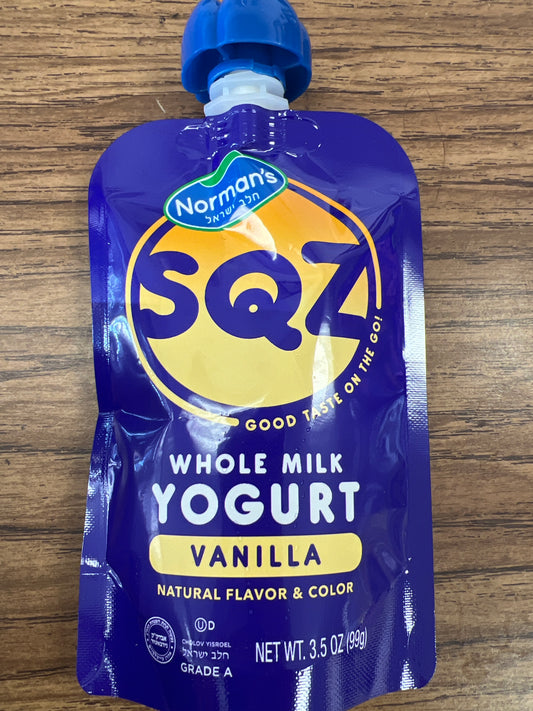 Norman's
חלב ישראל
SQZ
GOOD TASTE ON THE GO!
WHOLE MILK
YOGURT
VANILLA
NATURAL FLAVOR & COLOR
U D
CHOLOV YISROEL
חלב ישראל
GRADE A
NET WT. 3.5 OZ (99g)